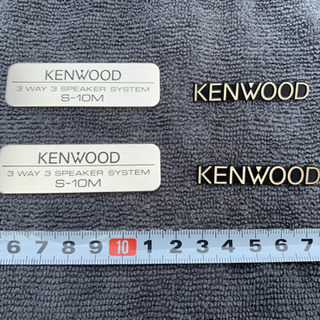 KENWOOD
3 WAY 3 SPEAKER SYSTEM
S-10M
KENWOOD
KENWOOD
3 WAY 3 SPEAKER SYSTEM
S-10M
KENWOOD
6 7 8 9 10 1 2 3 4 5 6 7